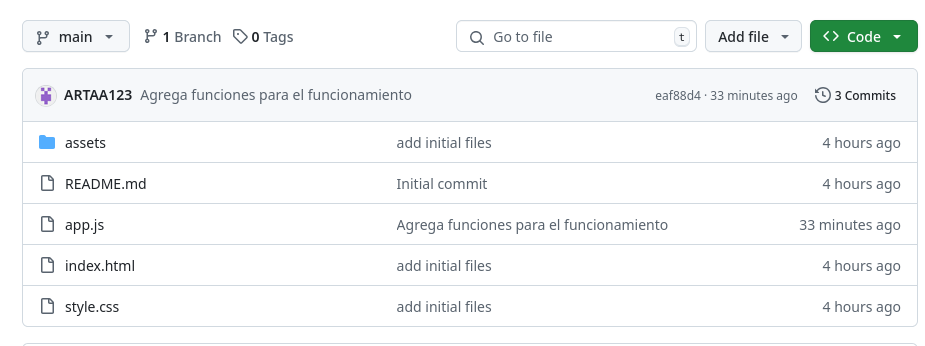 main 1 Branch 0 Tags Go to file t Add file Code
ARTAA123 Agrega funciones para el funcionamiento eaf88d4 · 33 minutes ago 3 Commits
assets add initial files 4 hours ago
README.md Initial commit 4 hours ago
app.js Agrega funciones para el funcionamiento 33 minutes ago
index.html add initial files 4 hours ago
style.css add initial files 4 hours ago